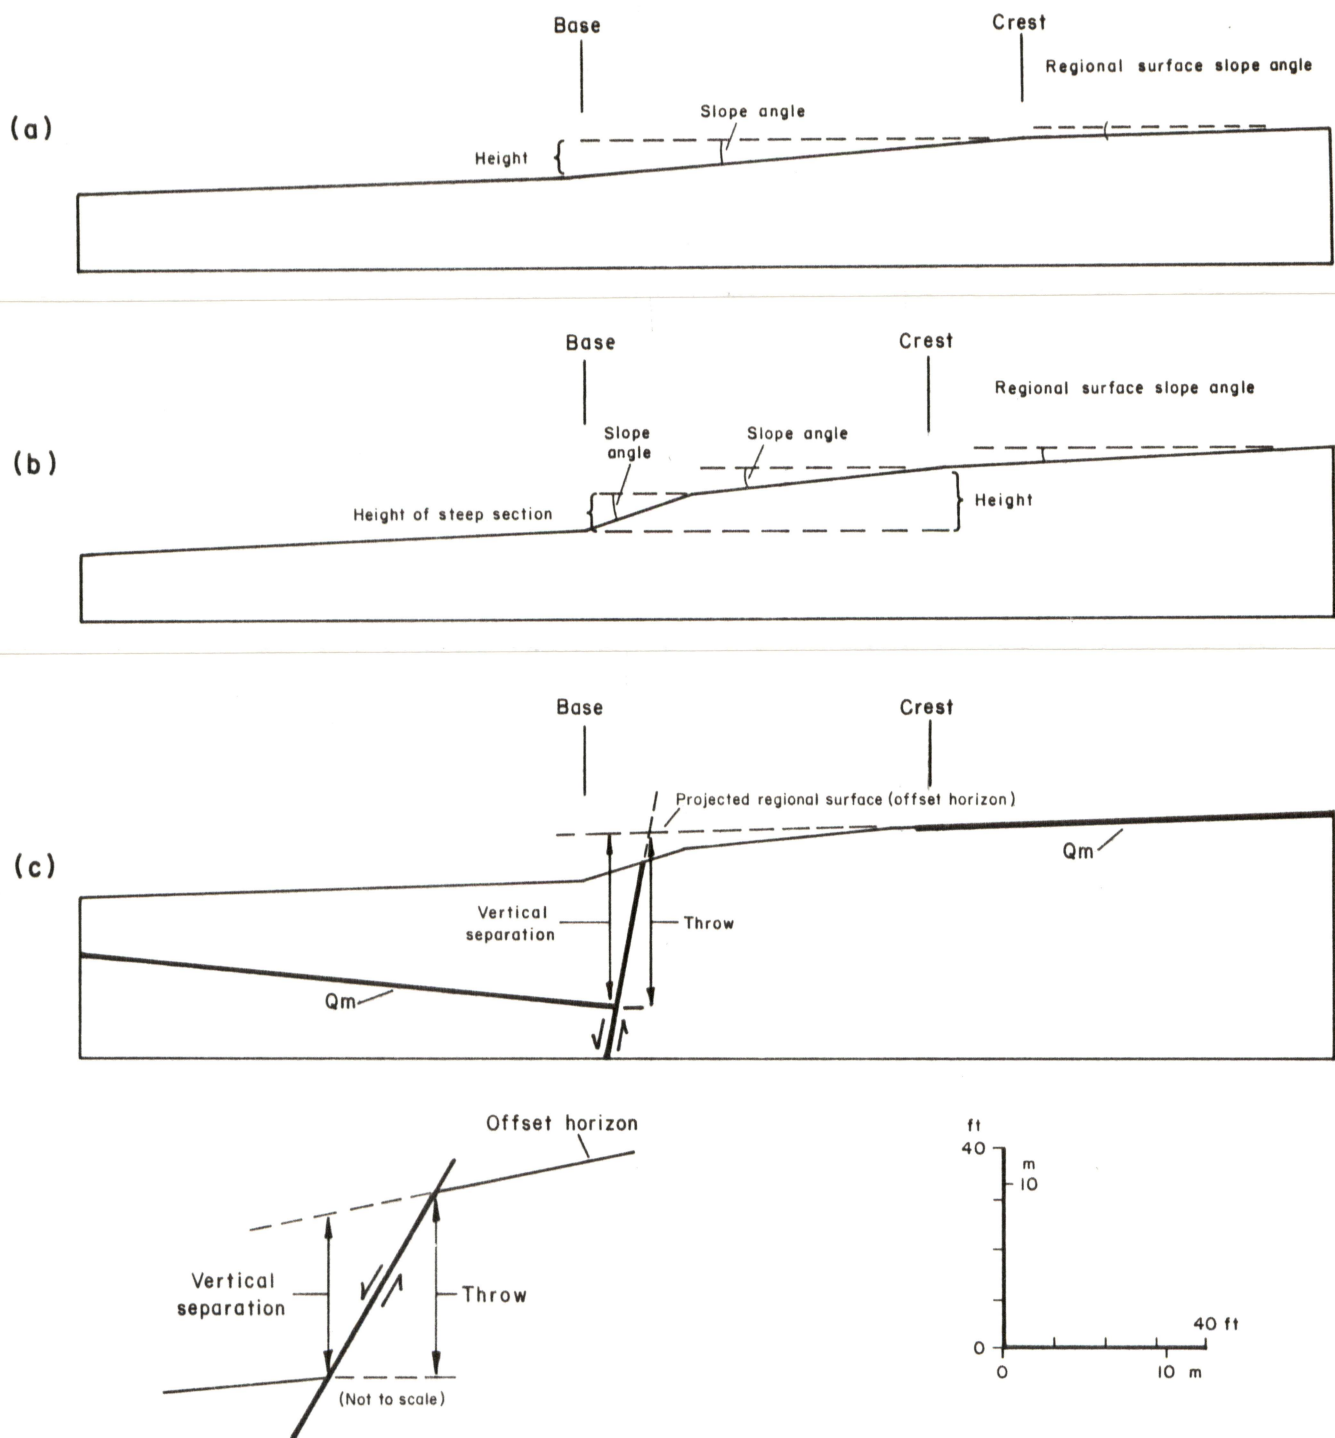 Base
Crest
Regional surface slope angle
(a)
Slope angle
Height
Base
Crest
Regional surface slope angle
(b)
Slope
angle
Slope angle
Height of steep section
Height
Base
Crest
Projected regional surface (offset horizon)
(c)
Qm
Vertical
separation
Throw
Qm
Offset horizon
Vertical
separation
Throw
(Not to scale)
ft
40
m
10
0
40 ft
0
10 m